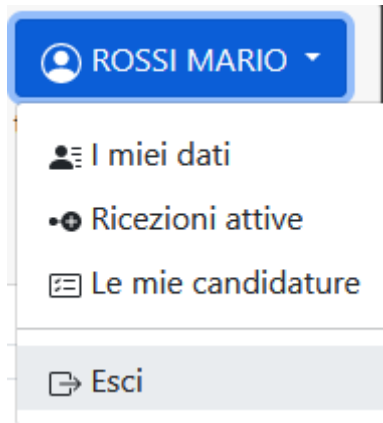 ROSSI MARIO
I miei dati
Ricezioni attive
Le mie candidature
Esci